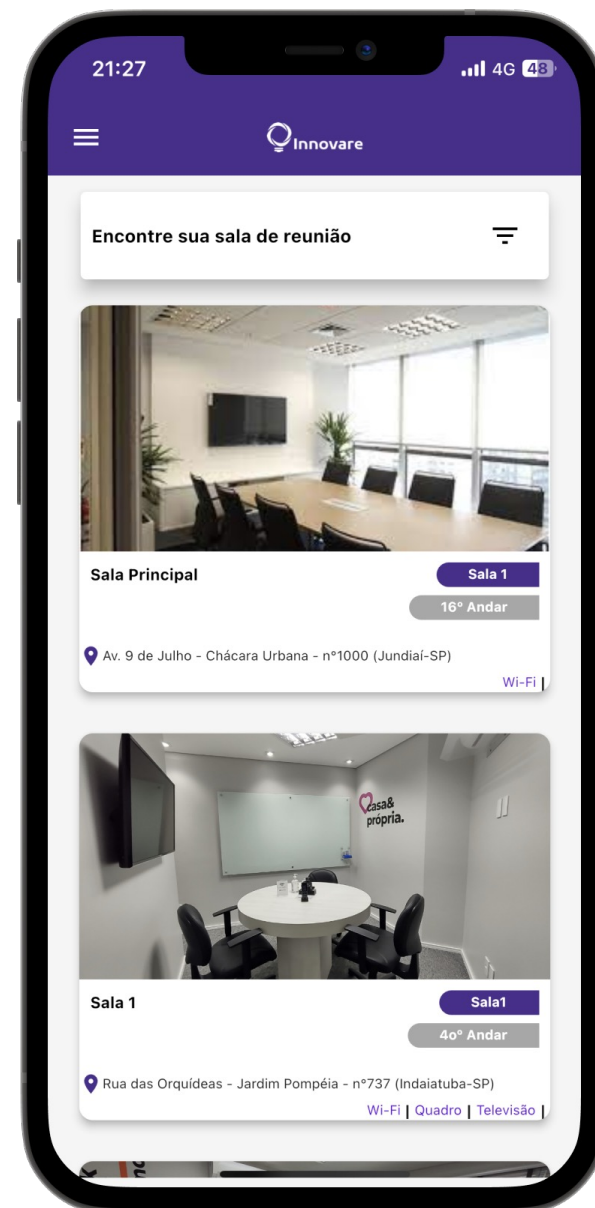 21:27
4G 48
Innovare
Encontre sua sala de reunião
Sala Principal
Sala 1
16º Andar
Av. 9 de Julho - Chácara Urbana - nº1000 (Jundiaí-SP)
Wi-Fi |
casa&
própria.
Sala 1
Sala1
4oº Andar
Rua das Orquídeas - Jardim Pompéia - nº737 (Indaiatuba-SP)
Wi-Fi | Quadro | Televisão |